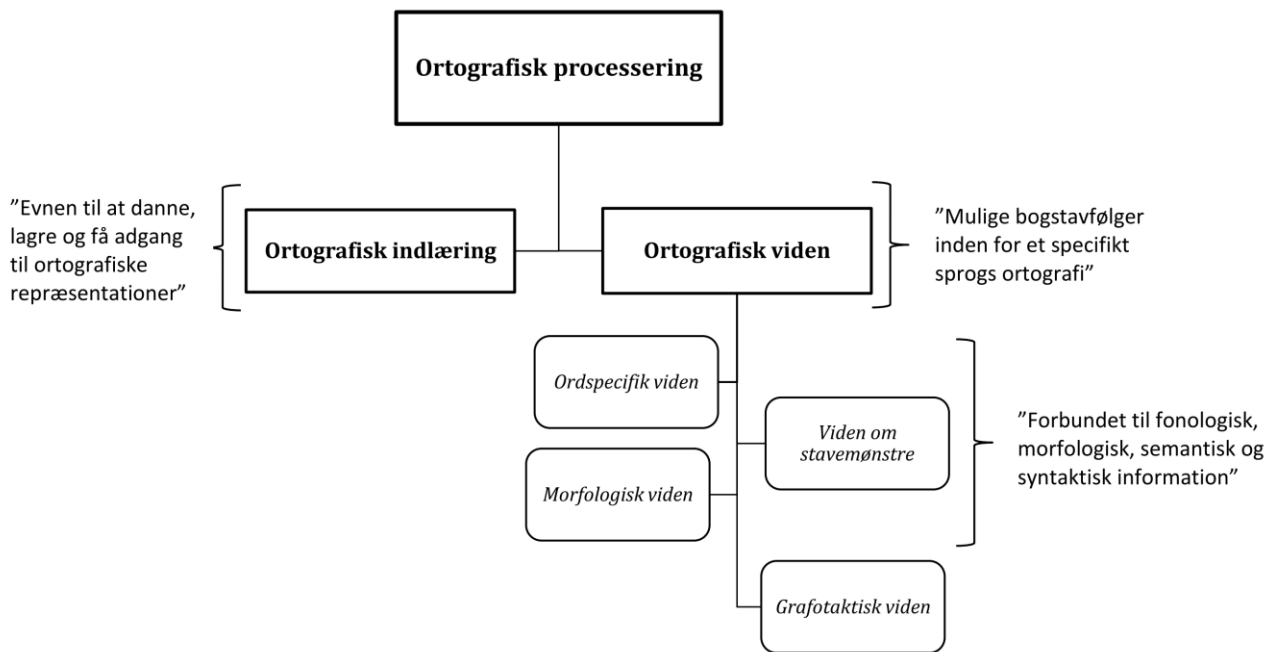 Ortografisk processering
”Evnen til at danne,
lagre og få adgang
til ortografiske
repræsentationer”
Ortografisk indlæring
Ortografisk viden
”Mulige bogstavfølger
inden for et specifikt
sprogs ortografi”
Ordspecifik viden
Viden om
stavemønstre
Morfologisk viden
”Forbundet til fonologisk,
morfologisk, semantisk og
syntaktisk information”
Grafotaktisk viden